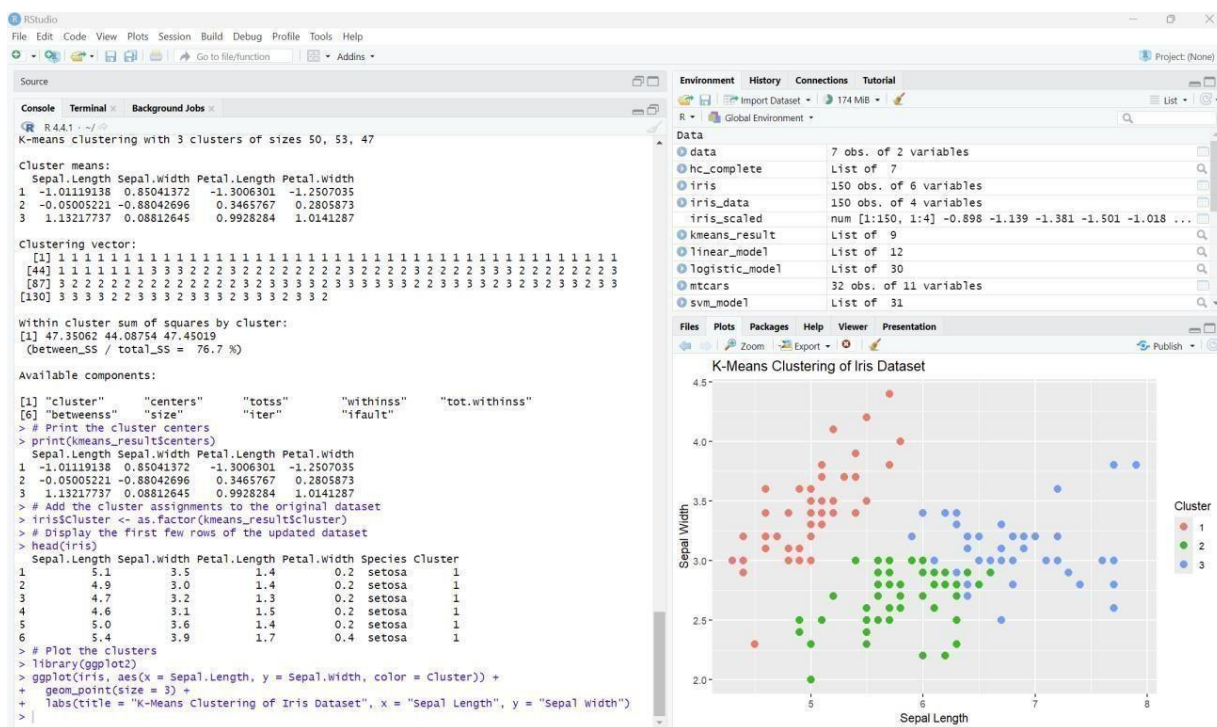 RStudio
File Edit Code View Plots Session Build Debug Profile Tools Help
Go to file/function Addins Project: (None)
Source
Console Terminal Background Jobs
R 4.4.1 · ~/
K-means clustering with 3 clusters of sizes 50, 53, 47
Cluster means:
Sepal.Length Sepal.Width Petal.Length Petal.Width
1 -1.01119138 0.85041372 -1.3006301 -1.2507035
2 -0.05005221 -0.88042696 0.3465767 0.2805873
3 1.13217737 0.08812645 0.9928284 1.0141287
Clustering vector:
[1] 1 1 1 1 1 1 1 1 1 1 1 1 1 1 1 1 1 1 1 1 1 1 1 1 1 1 1 1 1 1 1 1 1 1 1 1 1 1 1 1 1 1 1
[44] 1 1 1 1 1 1 1 3 3 3 2 2 2 3 2 2 2 2 2 2 2 2 3 2 2 2 2 3 2 2 2 2 3 3 3 2 2 2 2 2 2 2 3
[87] 3 2 2 2 2 2 2 2 2 2 2 2 2 2 3 2 3 3 3 3 2 3 3 3 3 3 3 2 2 3 3 3 3 2 3 2 3 2 3 3
[130] 3 3 3 3 2 2 3 3 3 2 3 3 3 2 3 3 3 2 3 3 2
Within cluster sum of squares by cluster:
[1] 47.35062 44.08754 47.45019
(between_SS / total_SS = 76.7 %)
Available components:
[1] "cluster" "centers" "totss" "withinss" "tot.withinss"
[6] "betweenss" "size" "iter" "ifault"
> # Print the cluster centers
> print(kmeans_result$centers)
Sepal.Length Sepal.Width Petal.Length Petal.Width
1 -1.01119138 0.85041372 -1.3006301 -1.2507035
2 -0.05005221 -0.88042696 0.3465767 0.2805873
3 1.13217737 0.08812645 0.9928284 1.0141287
> # Add the cluster assignments to the original dataset
> iris$Cluster <- as.factor(kmeans_result$cluster)
> # Display the first few rows of the updated dataset
> head(iris)
Sepal.Length Sepal.Width Petal.Length Petal.Width Species Cluster
1 5.1 3.5 1.4 0.2 setosa 1
2 4.9 3.0 1.4 0.2 setosa 1
3 4.7 3.2 1.3 0.2 setosa 1
4 4.6 3.1 1.5 0.2 setosa 1
5 5.0 3.6 1.4 0.2 setosa 1
6 5.4 3.9 1.7 0.4 setosa 1
> # Plot the clusters
> library(ggplot2)
> ggplot(iris, aes(x = Sepal.Length, y = Sepal.Width, color = Cluster)) +
+ geom_point(size = 3) +
+ labs(title = "K-Means Clustering of Iris Dataset", x = "Sepal Length", y = "Sepal Width")
>
Environment History Connections Tutorial
Import Dataset 174 MiB List
R Global Environment
Data
data 7 obs. of 2 variables
hc_complete List of 7
iris 150 obs. of 6 variables
iris_data 150 obs. of 4 variables
iris_scaled num [1:150, 1:4] -0.898 -1.139 -1.381 -1.501 -1.018 ...
kmeans_result List of 9
linear_model List of 12
logistic_model List of 30
mtcars 32 obs. of 11 variables
svm_model List of 31
Files Plots Packages Help Viewer Presentation
Zoom Export Publish
K-Means Clustering of Iris Dataset
4.5
4.0
3.5
3.0
2.5
2.0
Sepal Width
5 6 7 8
Sepal Length
Cluster
1
2
3